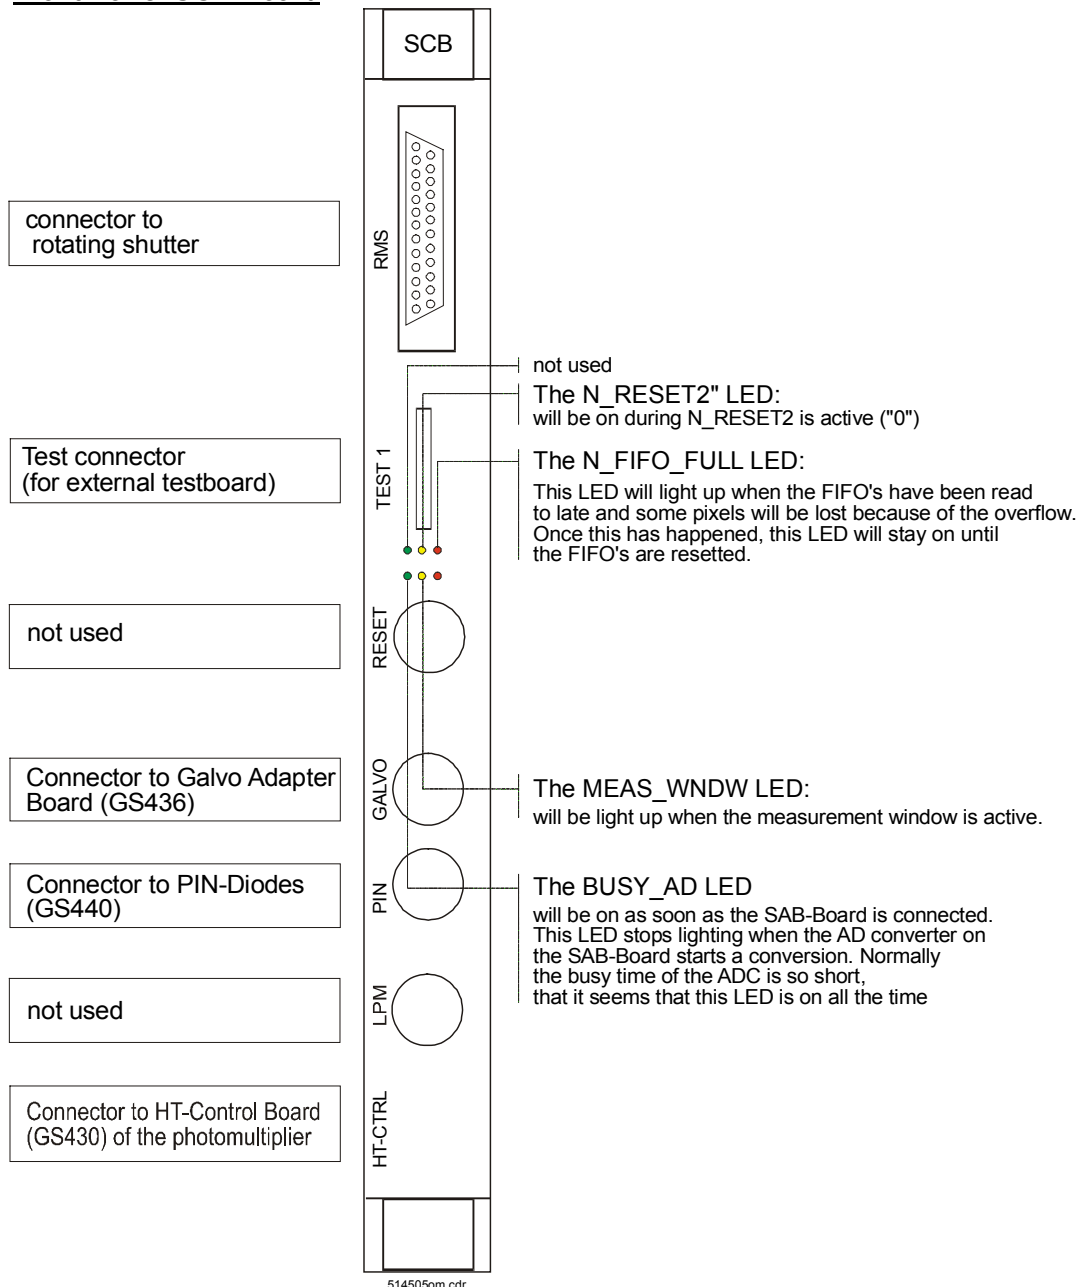 SCB
connector to
rotating shutter
RMS
not used
The N_RESET2" LED:
will be on during N_RESET2 is active ("0")
Test connector
(for external testboard)
TEST 1
The N_FIFO_FULL LED:
This LED will light up when the FIFO's have been read
to late and some pixels will be lost because of the overflow.
Once this has happened, this LED will stay on until
the FIFO's are resetted.
not used
RESET
Connector to Galvo Adapter
Board (GS436)
GALVO
The MEAS_WNDW LED:
will be light up when the measurement window is active.
Connector to PIN-Diodes
(GS440)
PIN
The BUSY_AD LED
will be on as soon as the SAB-Board is connected.
This LED stops lighting when the AD converter on
the SAB-Board starts a conversion. Normally
the busy time of the ADC is so short,
that it seems that this LED is on all the time
not used
LPM
Connector to HT-Control Board
(GS430) of the photomultiplier
HT-CTRL
514505om.cdr